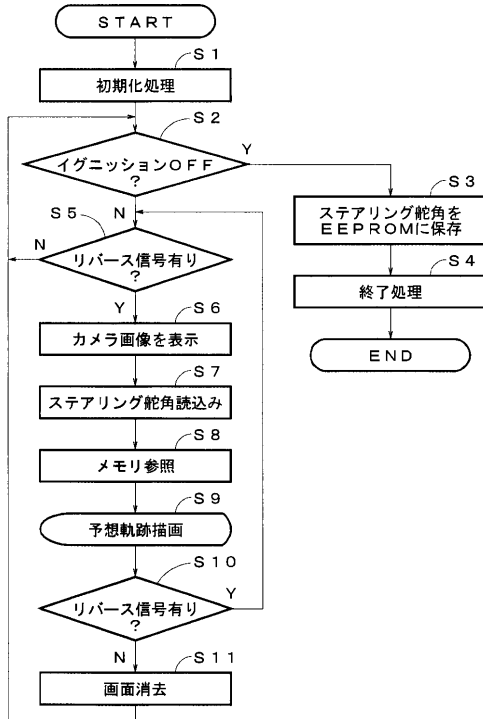 START
S1
初期化処理
S2
イグニッションOFF
?
Y
N
S3
ステアリング舵角を
EEPROMに保存
S4
終了処理
END
S5
N
リバース信号有り
?
Y
S6
カメラ画像を表示
S7
ステアリング舵角読込み
S8
メモリ参照
S9
予想軌跡描画
S10
Y
リバース信号有り
?
N
S11
画面消去